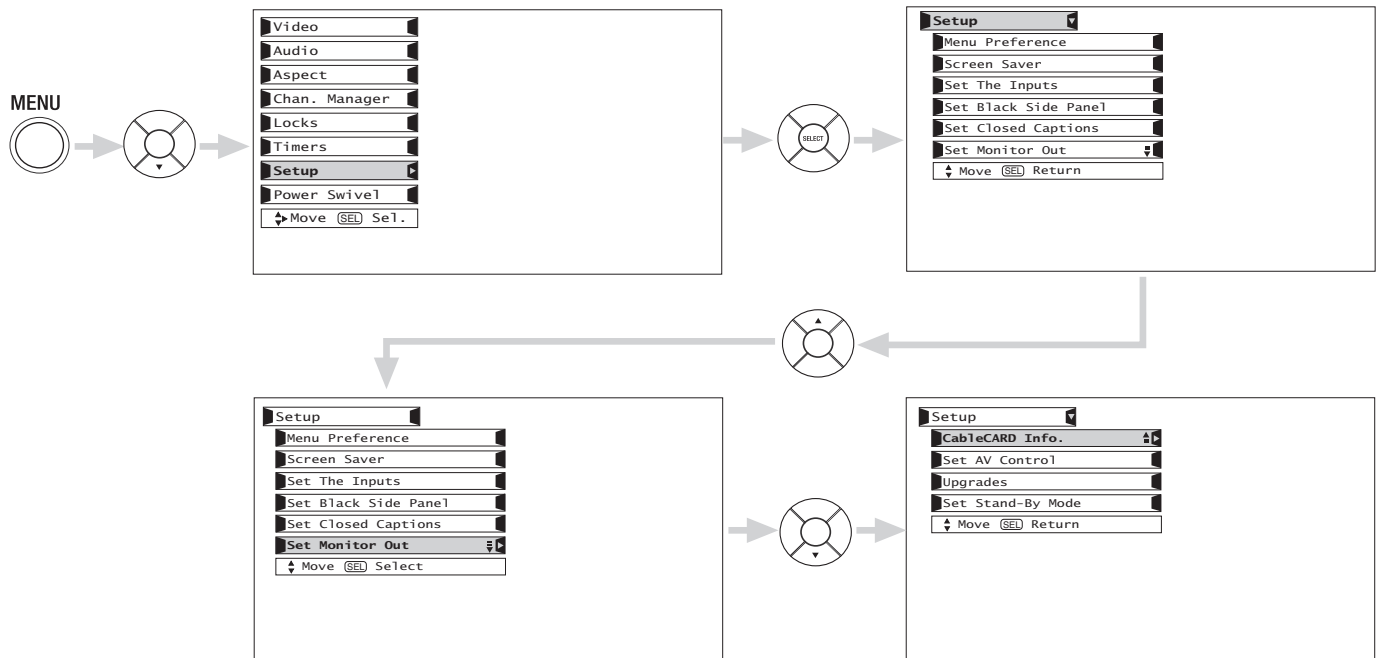 MENU
Video
Audio
Aspect
Chan. Manager
Locks
Timers
Setup
Power Swivel
Move SEL Sel.
SELECT
Setup
Menu Preference
Screen Saver
Set The Inputs
Set Black Side Panel
Set Closed Captions
Set Monitor Out
Move SEL Return
Setup
Menu Preference
Screen Saver
Set The Inputs
Set Black Side Panel
Set Closed Captions
Set Monitor Out
Move SEL Select
Setup
CableCARD Info.
Set AV Control
Upgrades
Set Stand-By Mode
Move SEL Return